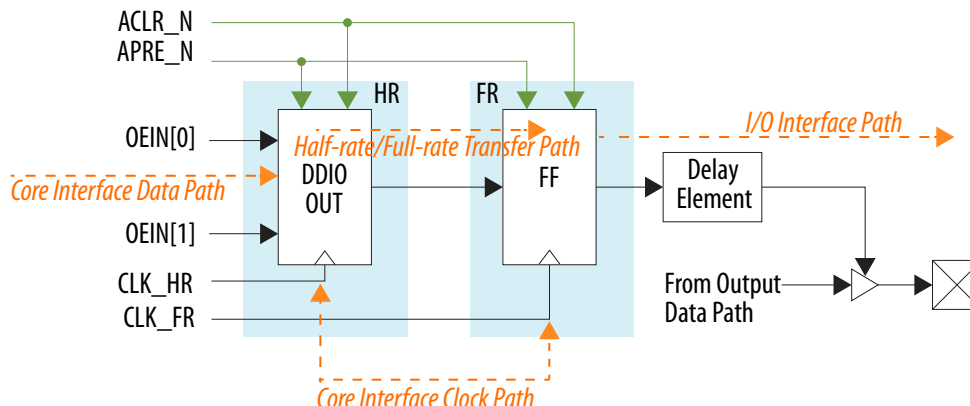 ACLR_N
APRE_N
HR
FR
I/O Interface Path
OEIN[0]
Half-rate/Full-rate Transfer Path
DDIO
OUT
FF
Core Interface Data Path
Delay
Element
OEIN[1]
CLK_HR
From Output
Data Path
CLK_FR
Core Interface Clock Path